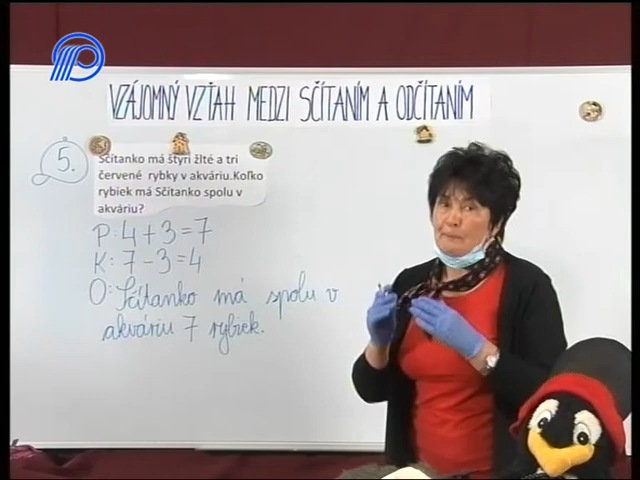 VZÁJOMNÝ VZŤAH MEDZI SČÍTANÍM A ODČÍTANÍM
5.
Sčítanko má štyri žlté a tri
červené rybky v akváriu.Koľko
rybiek má Sčítanko spolu v
akváriu?
P: 4 + 3 = 7
K: 7 - 3 = 4
O: Sčítanko má spolu v
akváriu 7 rybiek.